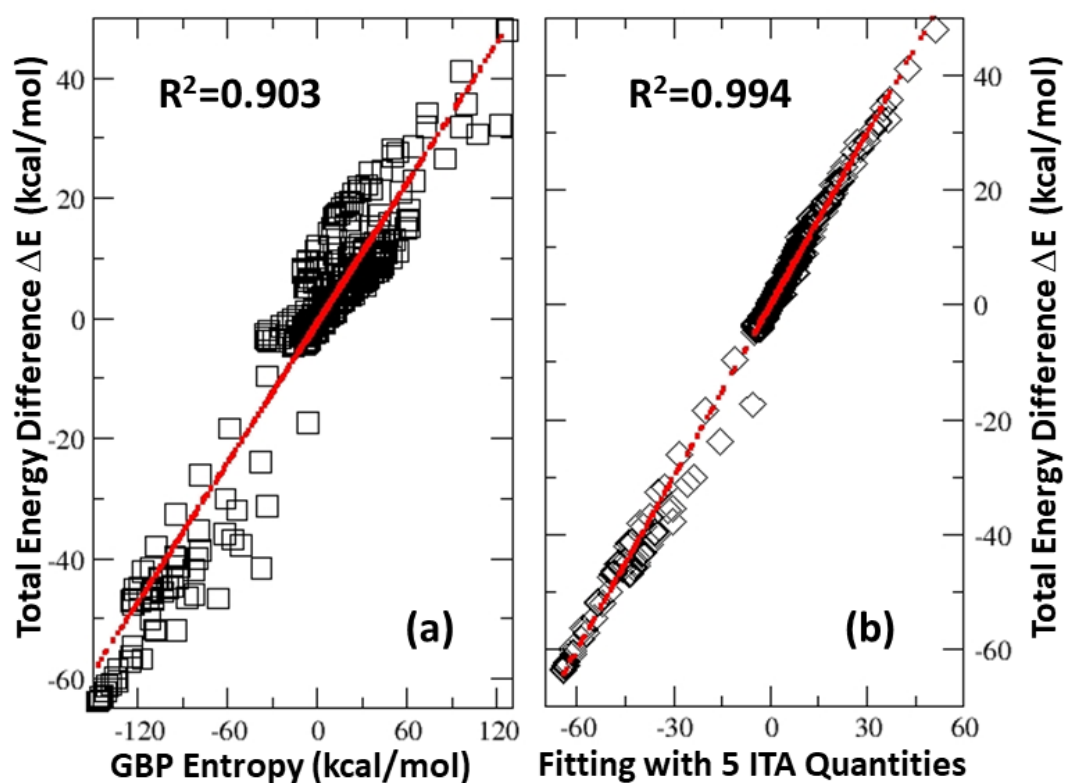 Total Energy Difference ΔE (kcal/mol)
40
20
0
-20
-40
-60
R²=0.903
(a)
-120 -60 0 60 120
GBP Entropy (kcal/mol)
R²=0.994
(b)
-60 -30 0 30 60
Fitting with 5 ITA Quantities
40
20
0
-20
-40
-60
Total Energy Difference ΔE (kcal/mol)